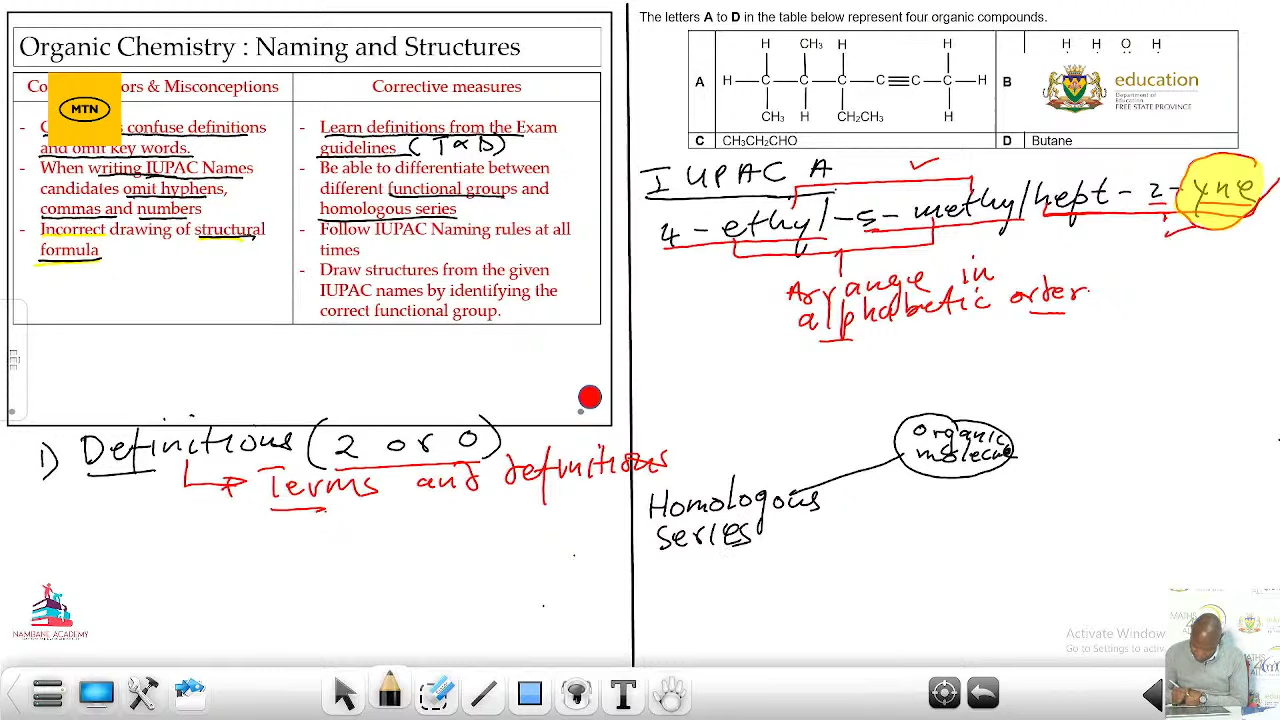 Organic Chemistry : Naming and Structures
& Misconceptions
Corrective measures
MTN
confuse definitions
and omit key words.
- When writing IUPAC Names
candidates omit hyphens,
commas and numbers
- Incorrect drawing of structural
formula
- Learn definitions from the Exam
guidelines (T & D)
- Be able to differentiate between
different functional groups and
homologous series
- Follow IUPAC Naming rules at all
times
- Draw structures from the given
IUPAC names by identifying the
correct functional group.
1) Definitions (2 or 0)
Terms and definitions
NAMBANE ACADEMY
The letters A to D in the table below represent four organic compounds.
A
H CH₃ H H
H C C C C C C H
CH₃ H CH₂CH₃ H
B
H H O H
education
Department of
Education
FREE STATE PROVINCE
C CH₃CH₂CHO
D Butane
IUPAC A
4-ethyl-5-methylhept-2-yne
Arrange in
alphabetic order
organic
molecule
Homologous
series
Activate Window
Go to Settings to activ
MATHS
ALL
T